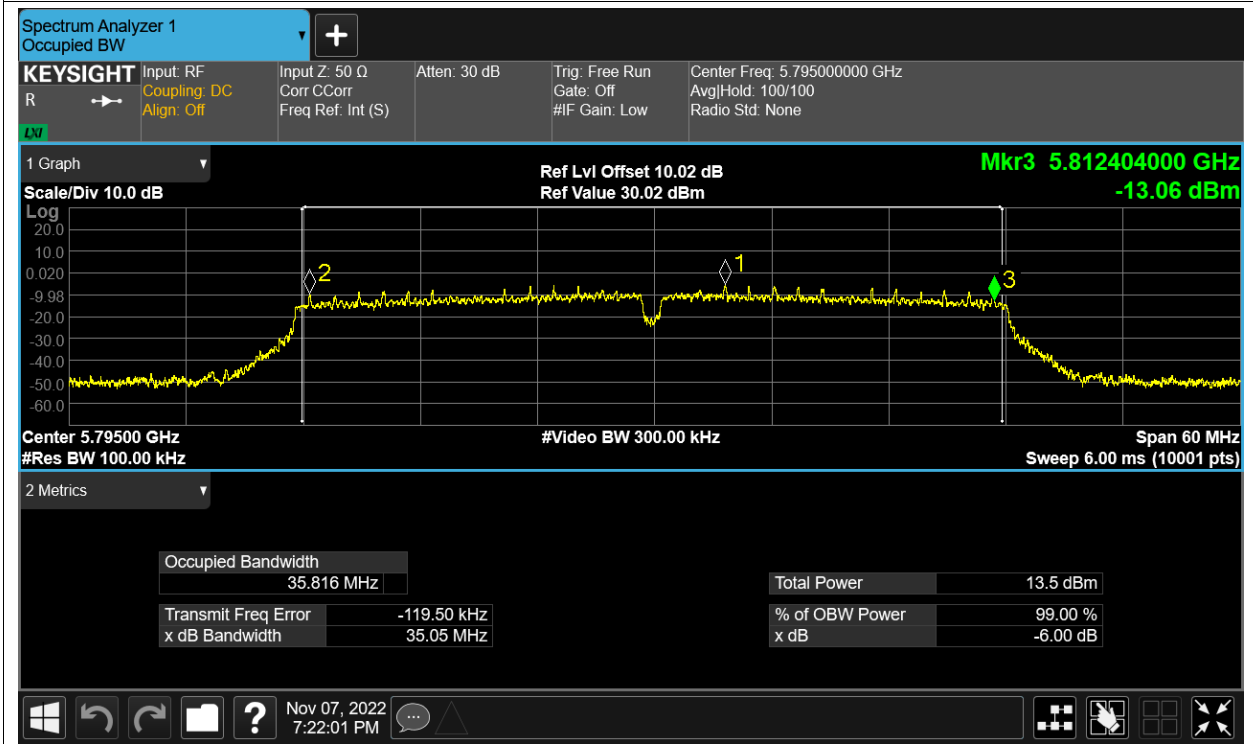 Spectrum Analyzer 1
Occupied BW
KEYSIGHT
R
LXI
Input: RF
Coupling: DC
Align: Off
Input Z: 50 Ω
Corr CCorr
Freq Ref: Int (S)
Atten: 30 dB
Trig: Free Run
Gate: Off
#IF Gain: Low
Center Freq: 5.795000000 GHz
Avg|Hold: 100/100
Radio Std: None
1 Graph
Scale/Div 10.0 dB
Ref Lvl Offset 10.02 dB
Ref Value 30.02 dBm
Mkr3 5.812404000 GHz
-13.06 dBm
Log
20.0
10.0
0.020
-9.98
-20.0
-30.0
-40.0
-50.0
-60.0
2
1
3
Center 5.79500 GHz
#Res BW 100.00 kHz
#Video BW 300.00 kHz
Span 60 MHz
Sweep 6.00 ms (10001 pts)
2 Metrics
Occupied Bandwidth
35.816 MHz
Transmit Freq Error -119.50 kHz
x dB Bandwidth 35.05 MHz
Total Power 13.5 dBm
% of OBW Power 99.00 %
x dB -6.00 dB
?
Nov 07, 2022
7:22:01 PM